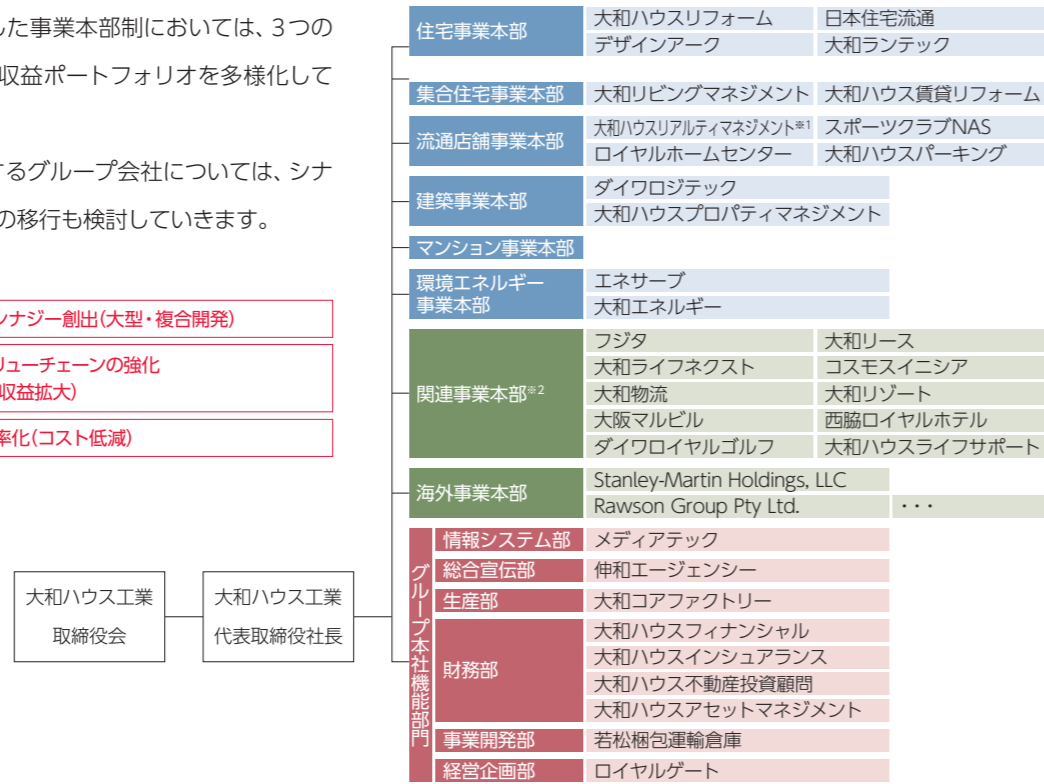 した事業本部制においては、3つの
収益ポートフォリオを多様化して
するグループ会社については、シナ
の移行も検討していきます。
シナジー創出(大型・複合開発)
リューチェーンの強化
収益拡大)
率化(コスト低減)
大和ハウス工業
取締役会
大和ハウス工業
代表取締役社長
住宅事業本部
大和ハウスリフォーム 日本住宅流通
デザインアーク 大和ランテック
集合住宅事業本部 大和リビングマネジメント 大和ハウス賃貸リフォーム
流通店舗事業本部
大和ハウスリアルティマネジメント※1 スポーツクラブNAS
ロイヤルホームセンター 大和ハウスパーキング
建築事業本部
ダイワロジテック
大和ハウスプロパティマネジメント
マンション事業本部
環境エネルギー
事業本部
エネサーブ
大和エネルギー
関連事業本部※2
フジタ 大和リース
大和ライフネクスト コスモスイニシア
大和物流 大和リゾート
大阪マルビル 西脇ロイヤルホテル
ダイワロイヤルゴルフ 大和ハウスライフサポート
海外事業本部
Stanley-Martin Holdings, LLC
Rawson Group Pty Ltd. ・・・
グループ本社機能部門
情報システム部 メディアテック
総合宣伝部 伸和エージェンシー
生産部 大和コアファクトリー
財務部
大和ハウスフィナンシャル
大和ハウスインシュアランス
大和ハウス不動産投資顧問
大和ハウスアセットマネジメント
事業開発部 若松梱包運輸倉庫
経営企画部 ロイヤルゲート